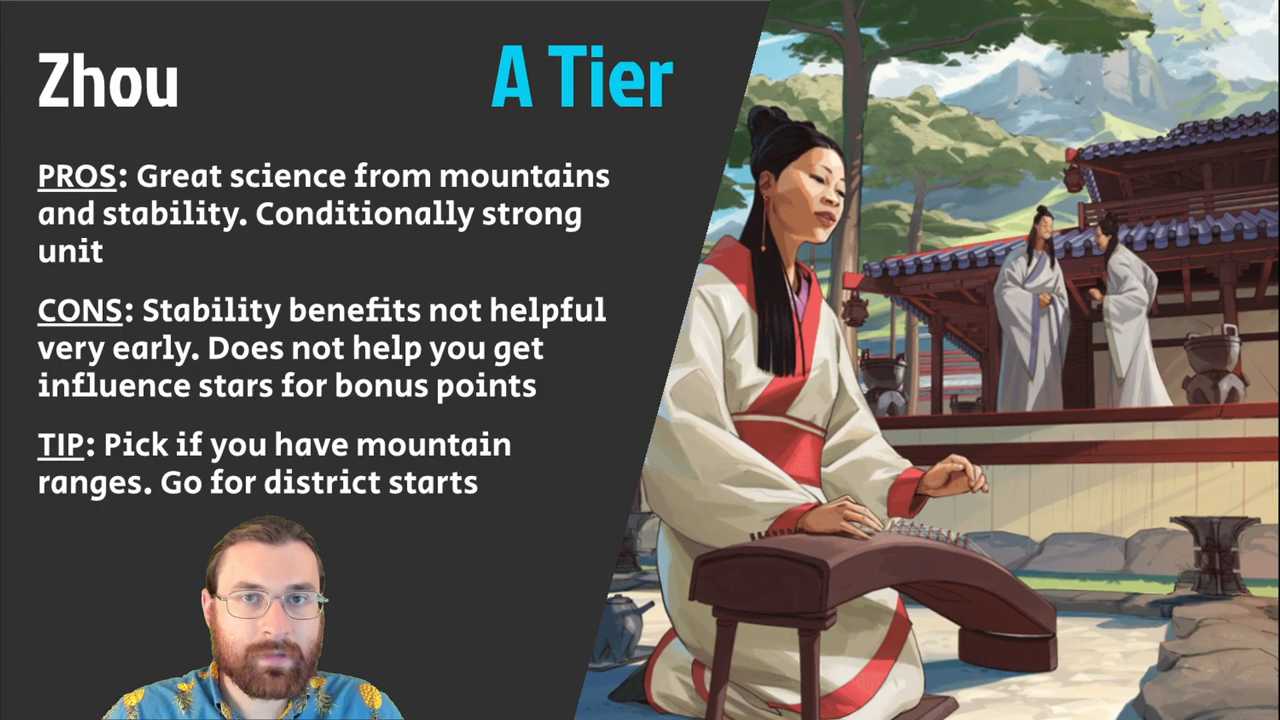 Zhou
A Tier
PROS: Great science from mountains
and stability. Conditionally strong
unit
CONS: Stability benefits not helpful
very early. Does not help you get
influence stars for bonus points
TIP: Pick if you have mountain
ranges. Go for district starts